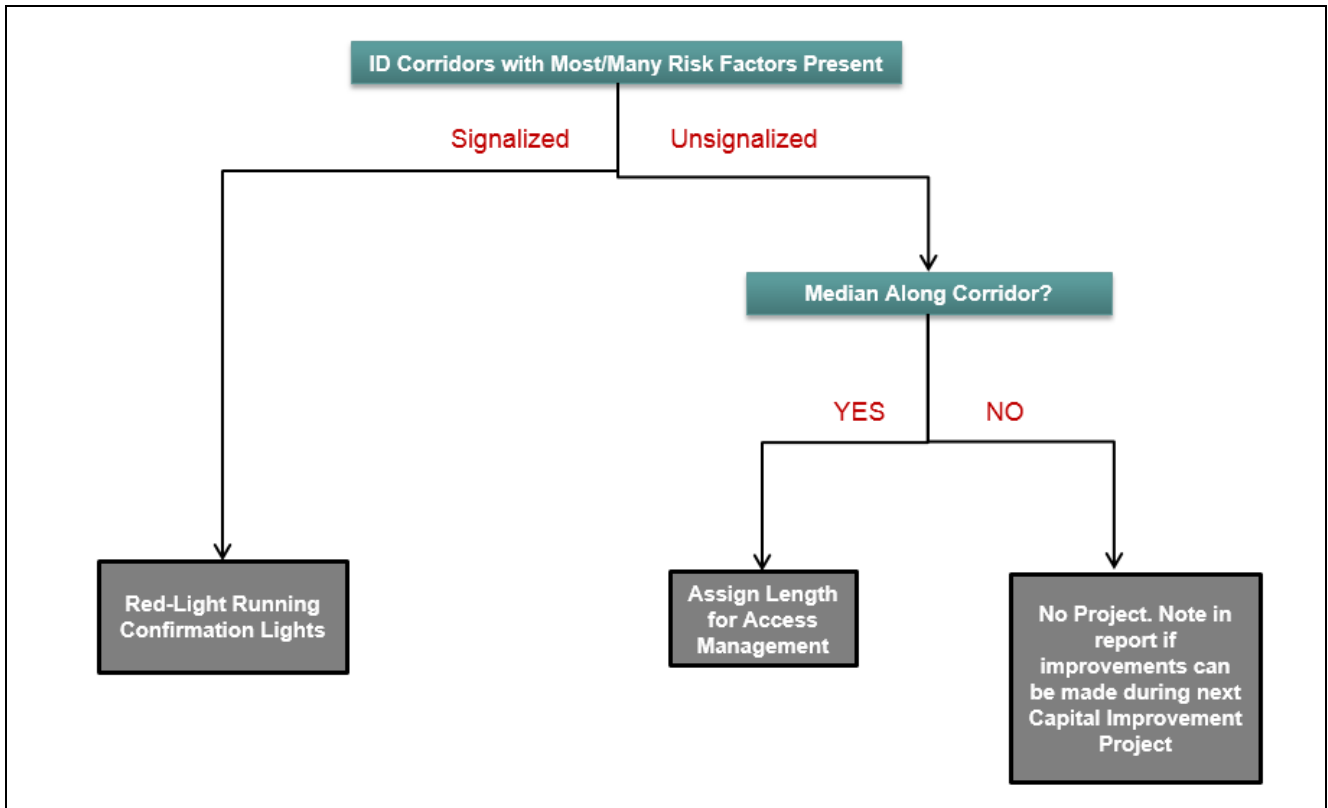 ID Corridors with Most/Many Risk Factors Present
Signalized
Unsignalized
Median Along Corridor?
YES
NO
Red-Light Running
Confirmation Lights
Assign Length
for Access
Management
No Project. Note in
report if
improvements can
be made during next
Capital Improvement
Project